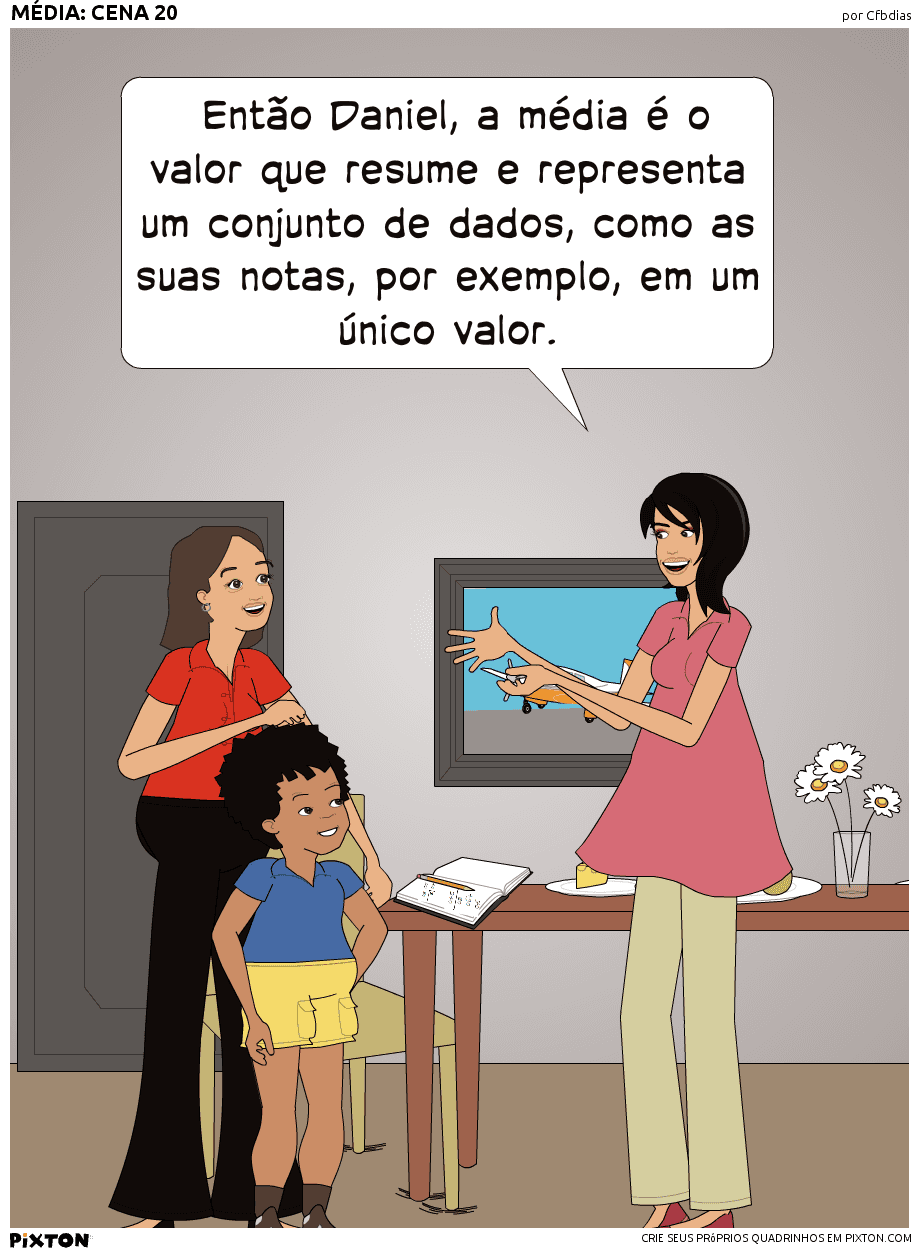 MÉDIA: CENA 20
por Cfbdias
Então Daniel, a média é o
valor que resume e representa
um conjunto de dados, como as
suas notas, por exemplo, em um
único valor.
PIXTON
CRIE SEUS PRÓPRIOS QUADRINHOS EM PIXTON.COM